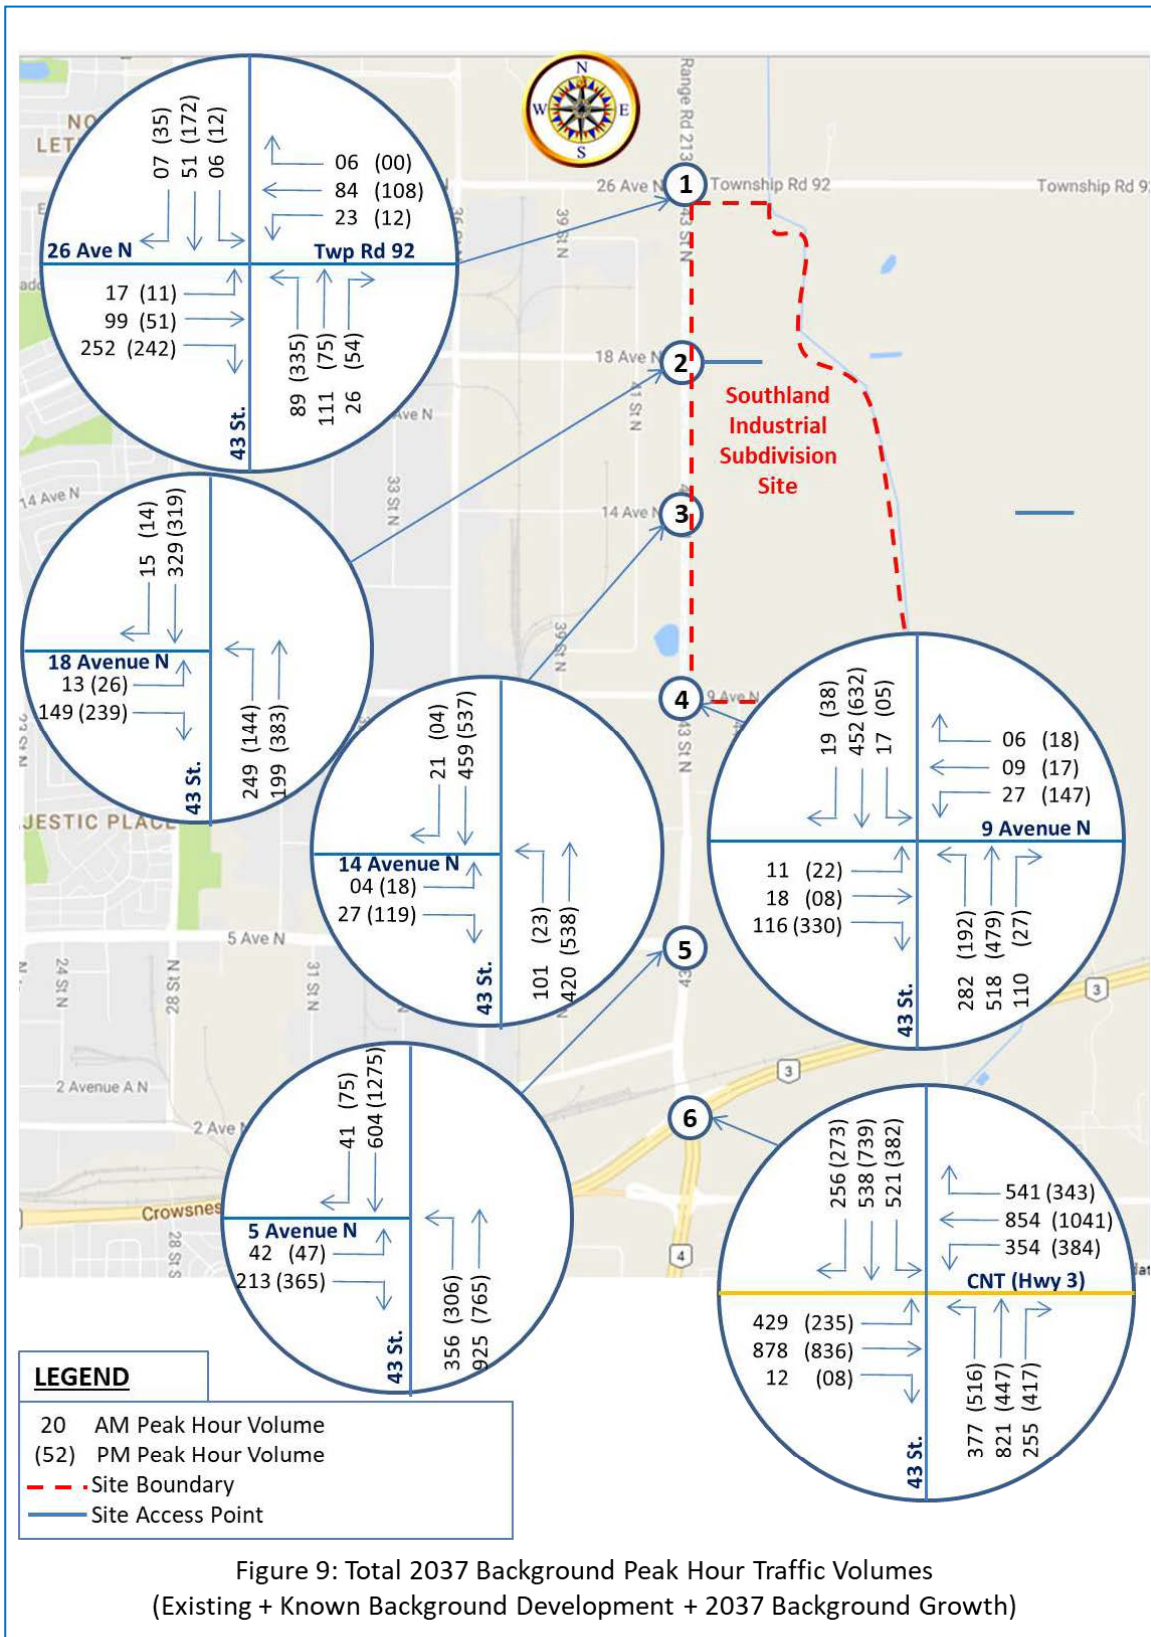 N
W
E
S
NO
LET
07 (35)
51 (172)
06 (12)
06 (00)
84 (108)
23 (12)
26 Ave N
Twp Rd 92
17 (11)
99 (51)
252 (242)
89 (335)
111 (75)
26 (54)
43 St.
Range Rd 213
26 Ave N
1
Township Rd 92
Township Rd 92
39 St N
43 St N
18 Ave N
2
41 St N
Southland
Industrial
Subdivision
Site
Ave N
14 Ave N
33 St N
14 Ave N
3
15 (14)
329 (319)
18 Avenue N
13 (26)
149 (239)
249 (144)
199 (383)
43 St.
39 St N
4
9 Ave N
43 St N
JESTIC PLACE
21 (04)
459 (537)
14 Avenue N
04 (18)
27 (119)
101 (23)
420 (538)
43 St.
19 (38)
452 (632)
17 (05)
06 (18)
09 (17)
27 (147)
9 Avenue N
11 (22)
18 (08)
116 (330)
282 (192)
518 (479)
110 (27)
43 St.
5 Ave N
5
43
24 St N
28 St N
31 St N
3
3
2 Avenue A N
2 Ave
6
41 (75)
604 (1275)
5 Avenue N
42 (47)
213 (365)
356 (306)
925 (765)
43 St.
Crowsnes
28 St S
4
256 (273)
538 (739)
521 (382)
541 (343)
854 (1041)
354 (384)
CNT (Hwy 3)
429 (235)
878 (836)
12 (08)
377 (516)
821 (447)
255 (417)
43 St.
LEGEND
20 AM Peak Hour Volume
(52) PM Peak Hour Volume
Site Boundary
Site Access Point
Figure 9: Total 2037 Background Peak Hour Traffic Volumes
(Existing + Known Background Development + 2037 Background Growth)